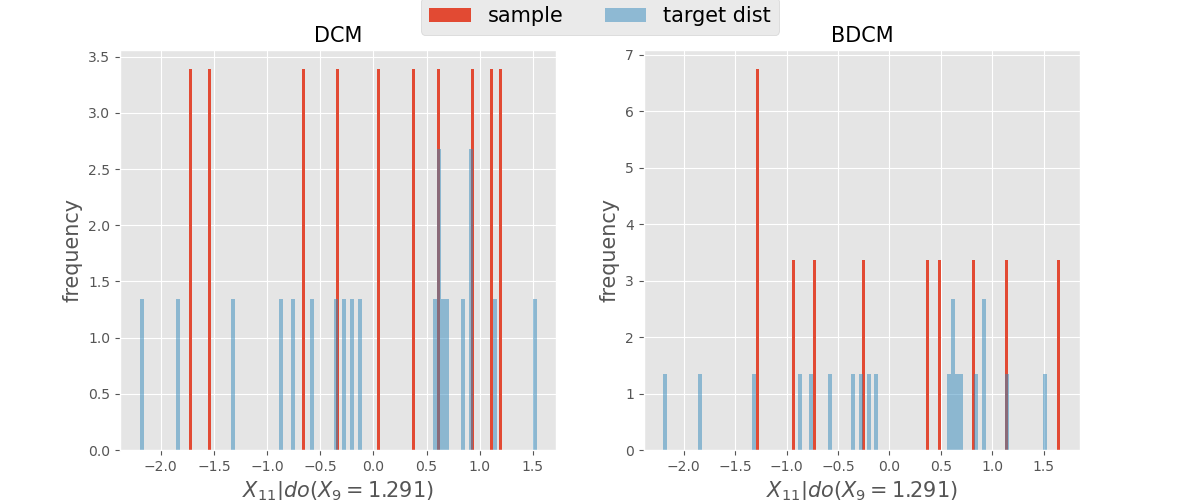 sample target dist
DCM
BDCM
3.5
3.0
2.5
2.0
1.5
1.0
0.5
0.0
frequency
−2.0 −1.5 −1.0 −0.5 0.0 0.5 1.0 1.5
X₁₁|do(X₉ = 1.291)
7
6
5
4
3
2
1
0
frequency
−2.0 −1.5 −1.0 −0.5 0.0 0.5 1.0 1.5
X₁₁|do(X₉ = 1.291)